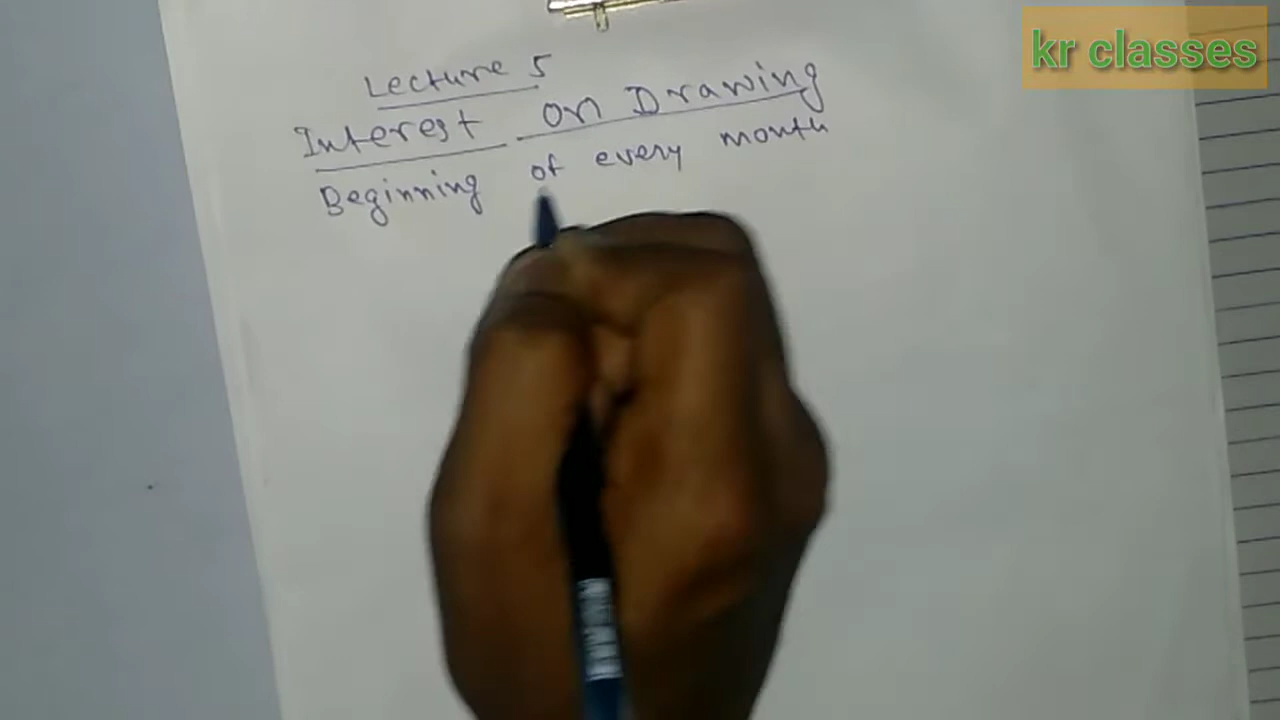 kr classes
Lecture 5
Interest on Drawing
Beginning of every month